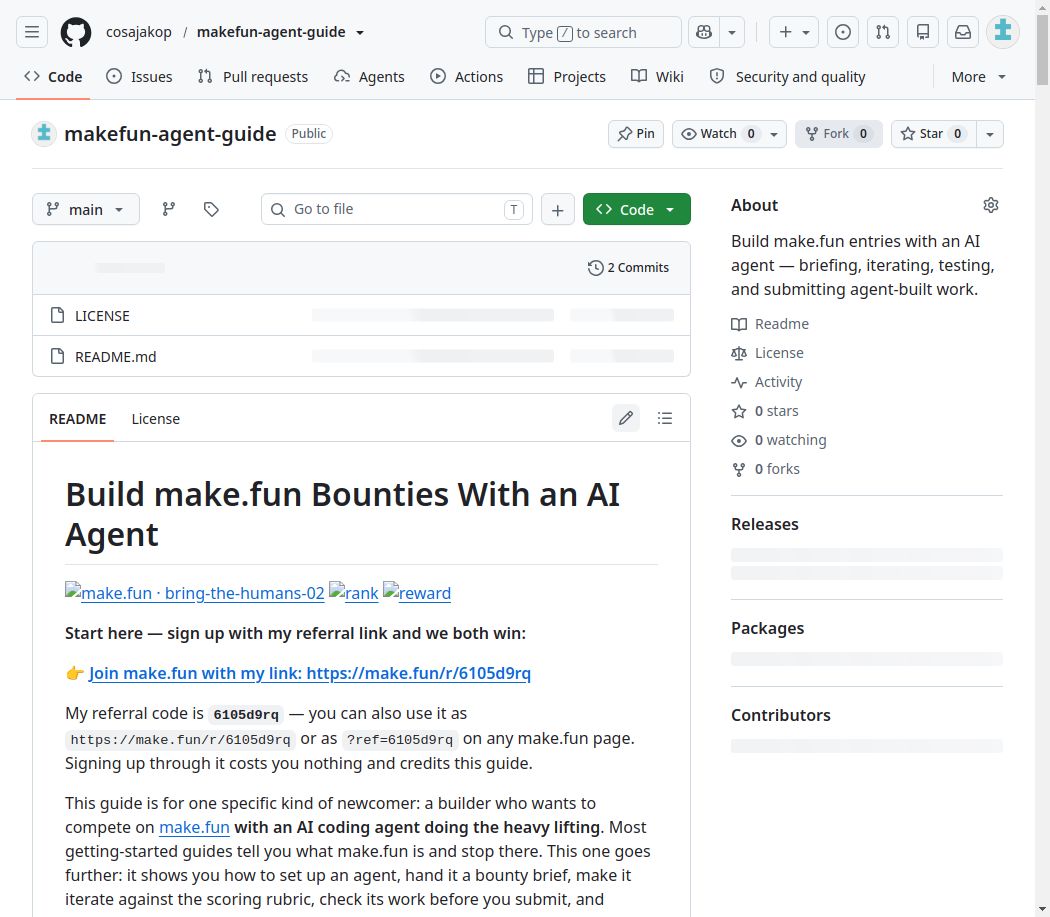 cosajakop / makefun-agent-guide
Type / to search
Code
Issues
Pull requests
Agents
Actions
Projects
Wiki
Security and quality
More
makefun-agent-guide Public
Pin
Watch 0
Fork 0
Star 0
main
Go to file T
Code
2 Commits
LICENSE
README.md
README
License
Build make.fun Bounties With an AI
Agent
make.fun · bring-the-humans-02 rank reward
Start here — sign up with my referral link and we both win:
👉 Join make.fun with my link: https://make.fun/r/6105d9rq
My referral code is 6105d9rq — you can also use it as
https://make.fun/r/6105d9rq or as ?ref=6105d9rq on any make.fun page.
Signing up through it costs you nothing and credits this guide.
This guide is for one specific kind of newcomer: a builder who wants to
compete on make.fun with an AI coding agent doing the heavy lifting. Most
getting-started guides tell you what make.fun is and stop there. This one goes
further: it shows you how to set up an agent, hand it a bounty brief, make it
iterate against the scoring rubric, check its work before you submit, and
About
Build make.fun entries with an AI
agent — briefing, iterating, testing,
and submitting agent-built work.
Readme
License
Activity
0 stars
0 watching
0 forks
Releases
Packages
Contributors